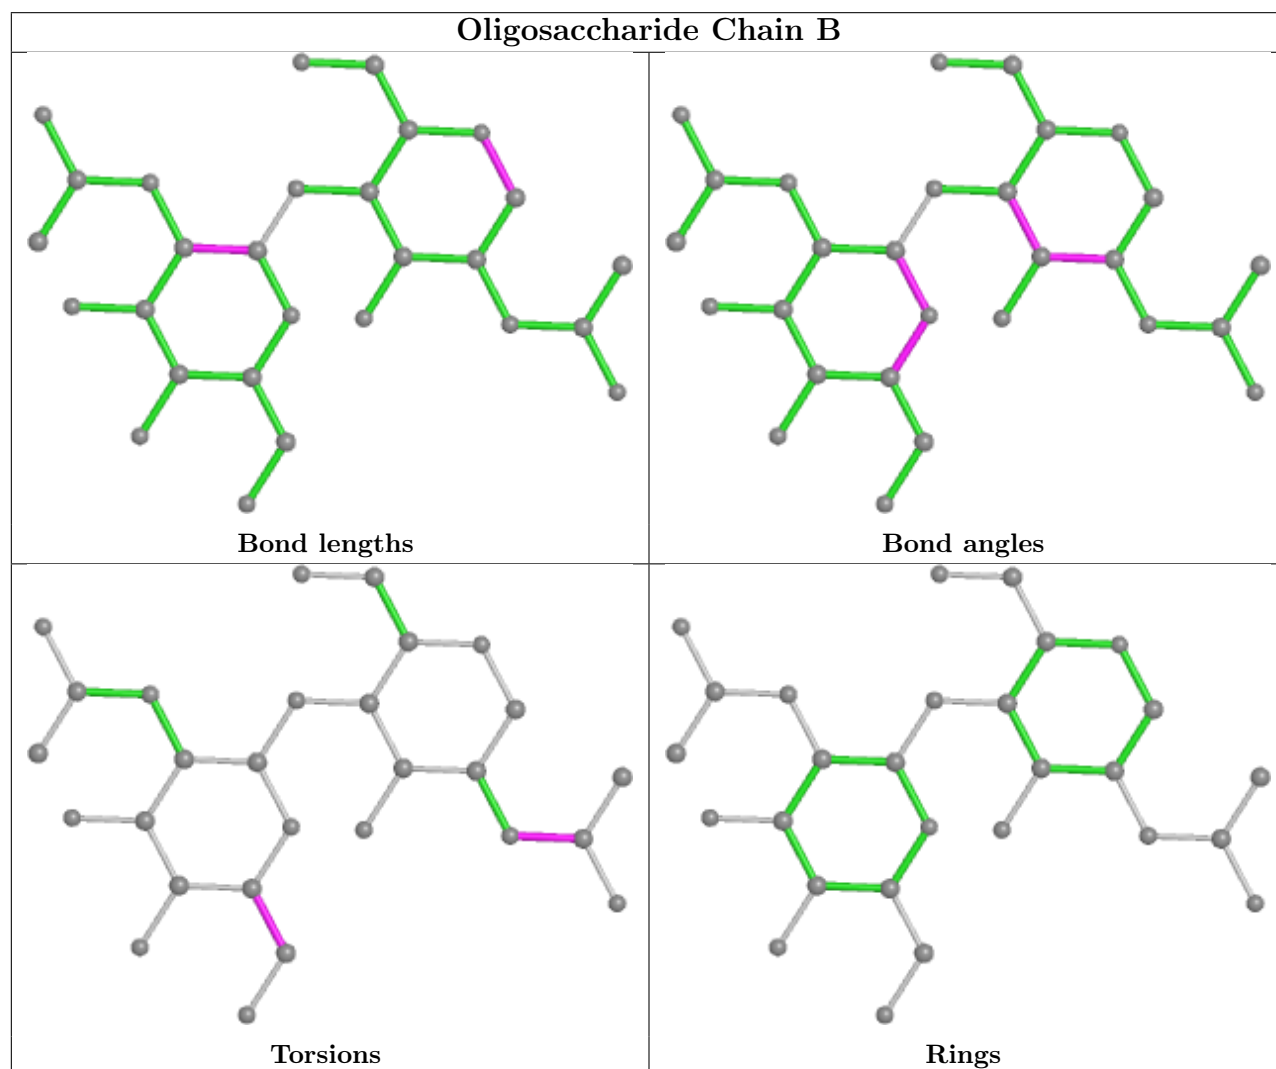 Oligosaccharide Chain B
Bond lengths
Bond angles
Torsions
Rings